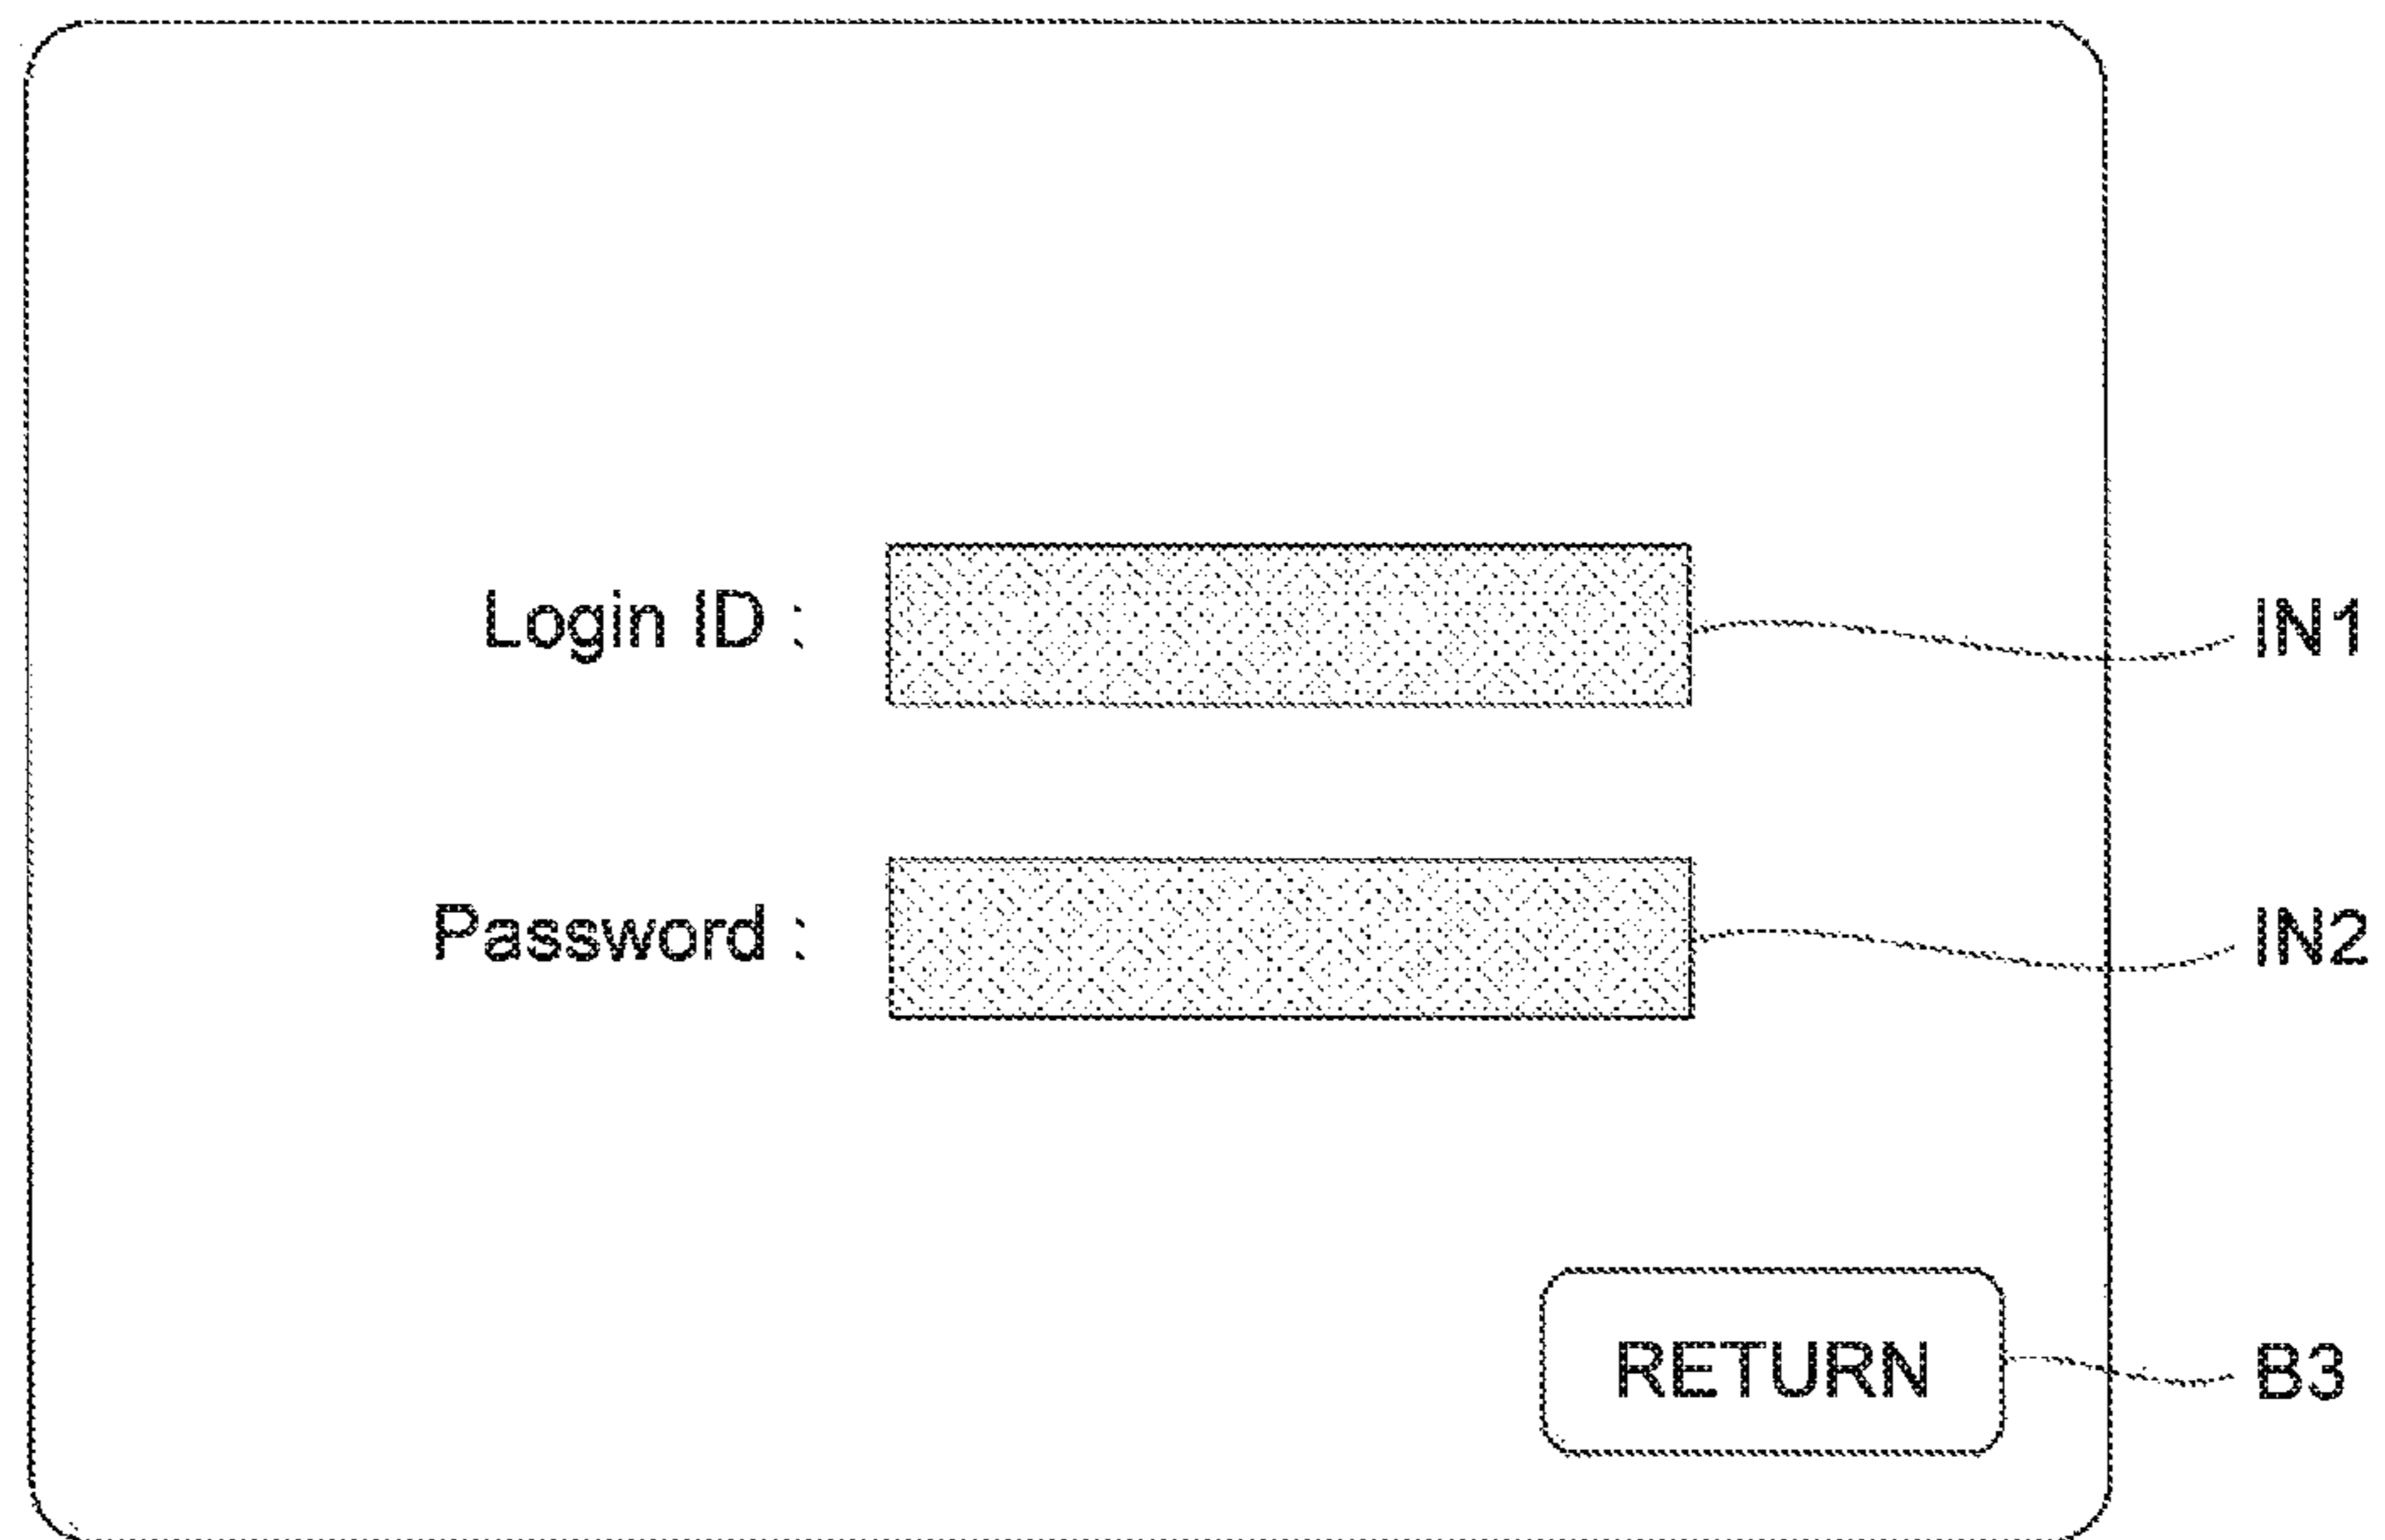 Login ID :
IN1
Password :
IN2
RETURN
B3